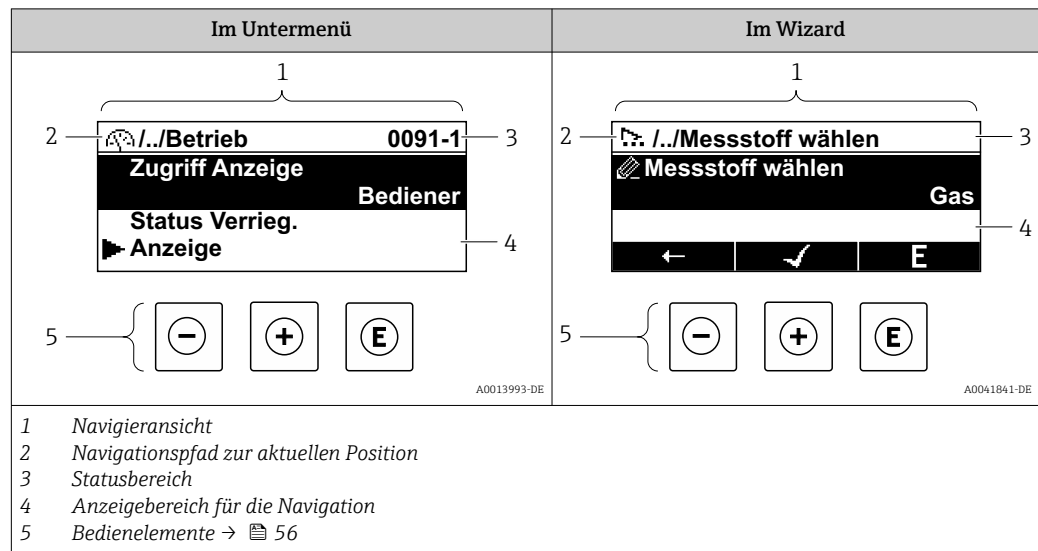 Im Untermenü
Im Wizard
1
2
/../Betrieb 0091-1
3
Zugriff Anzeige
Bediener
Status Verrieg.
Anzeige
4
5
- + E
A0013993-DE
1
2
/../Messstoff wählen
3
Messstoff wählen
Gas
4
← ✓ E
5
- + E
A0041841-DE
1 Navigieransicht
2 Navigationspfad zur aktuellen Position
3 Statusbereich
4 Anzeigebereich für die Navigation
5 Bedienelemente → 56